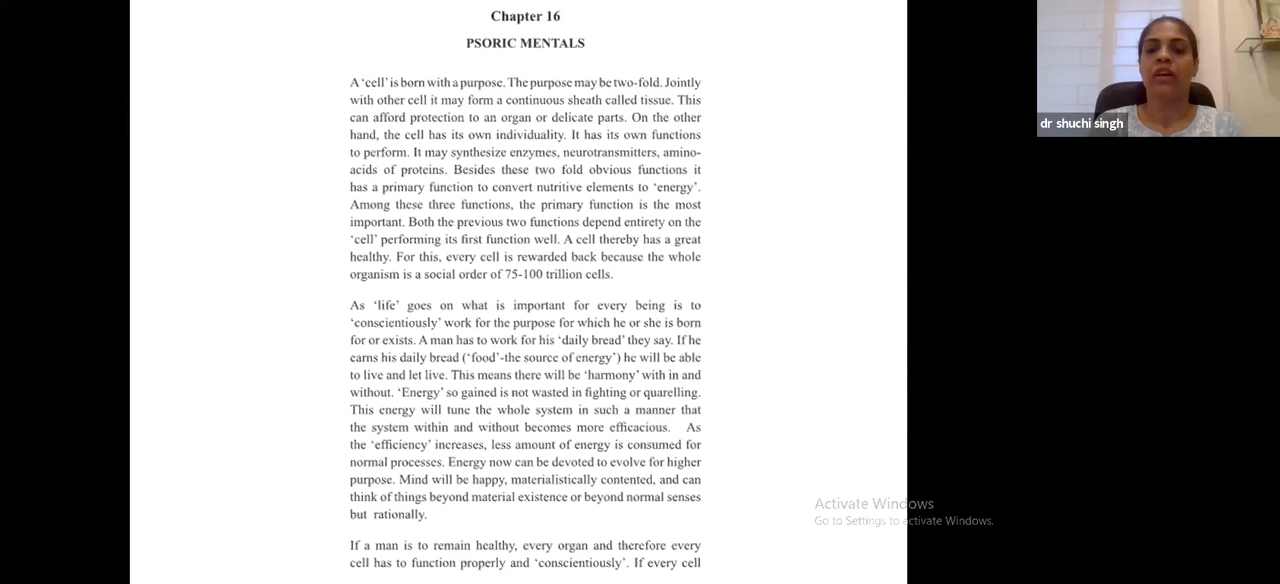 Chapter 16
PSORIC MENTALS
A ‘cell’ is born with a purpose. The purpose may be two-fold. Jointly
with other cell it may form a continuous sheath called tissue. This
can afford protection to an organ or delicate parts. On the other
hand, the cell has its own individuality. It has its own functions
to perform. It may synthesize enzymes, neurotransmitters, amino-
acids of proteins. Besides these two fold obvious functions it
has a primary function to convert nutritive elements to ‘energy’.
Among these three functions, the primary function is the most
important. Both the previous two functions depend entirety on the
‘cell’ performing its first function well. A cell thereby has a great
healthy. For this, every cell is rewarded back because the whole
organism is a social order of 75-100 trillion cells.
As ‘life’ goes on what is important for every being is to
‘conscientiously’ work for the purpose for which he or she is born
for or exists. A man has to work for his ‘daily bread’ they say. If he
earns his daily bread (‘food’-the source of energy’) he will be able
to live and let live. This means there will be ‘harmony’ with in and
without. ‘Energy’ so gained is not wasted in fighting or quarelling.
This energy will tune the whole system in such a manner that
the system within and without becomes more efficacious. As
the ‘efficiency’ increases, less amount of energy is consumed for
normal processes. Energy now can be devoted to evolve for higher
purpose. Mind will be happy, materialistically contented, and can
think of things beyond material existence or beyond normal senses
but rationally.
If a man is to remain healthy, every organ and therefore every
cell has to function properly and ‘conscientiously’. If every cell
dr shuchi singh
Activate Windows
Go to Settings to activate Windows.